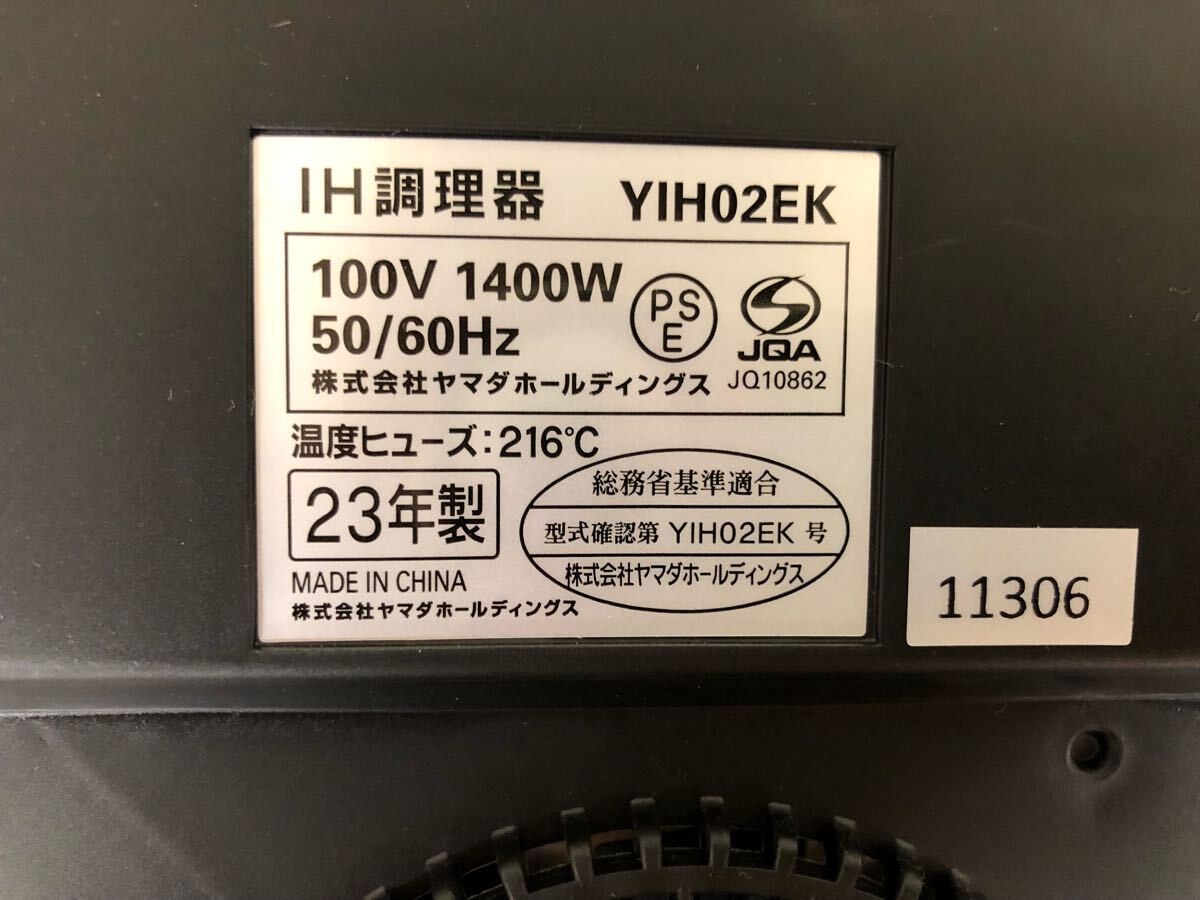 IH調理器 YIH02EK
100V 1400W
50/60Hz
PS
E
JQA
株式会社ヤマダホールディングス JQ10862
温度ヒューズ:216℃
23年製
総務省基準適合
型式確認第 YIH02EK 号
株式会社ヤマダホールディングス
MADE IN CHINA
株式会社ヤマダホールディングス
11306